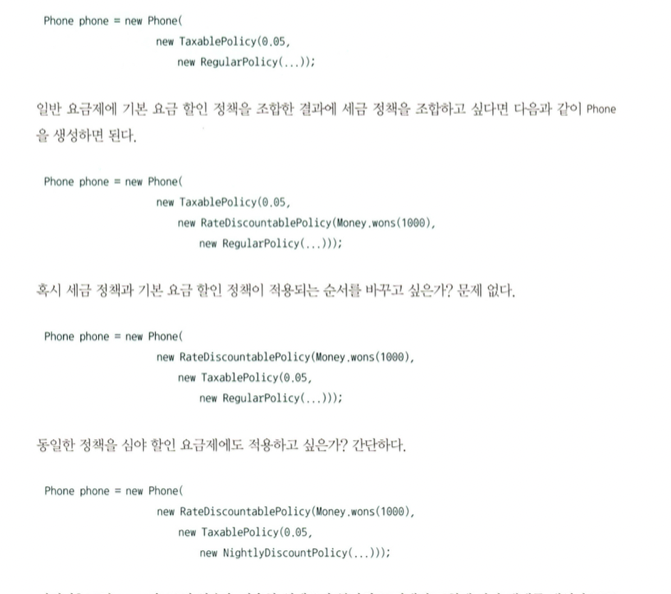 Phone phone = new Phone(
new TaxablePolicy(0.05,
new RegularPolicy(...));
일반 요금제에 기본 요금 할인 정책을 조합한 결과에 세금 정책을 조합하고 싶다면 다음과 같이 Phone
을 생성하면 된다.
Phone phone = new Phone(
new TaxablePolicy(0.05,
new RateDiscountablePolicy(Money.wons(1000),
new RegularPolicy(...)));
혹시 세금 정책과 기본 요금 할인 정책이 적용되는 순서를 바꾸고 싶은가? 문제 없다.
Phone phone = new Phone(
new RateDiscountablePolicy(Money.wons(1000),
new TaxablePolicy(0.05,
new RegularPolicy(...)));
동일한 정책을 심야 할인 요금제에도 적용하고 싶은가? 간단하다.
Phone phone = new Phone(
new RateDiscountablePolicy(Money.wons(1000),
new TaxablePolicy(0.05,
new NightlyDiscountPolicy(...)));